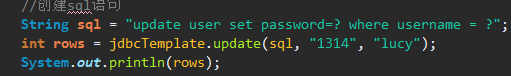 //创建sql语句
String sql = "update user set password=? where username = ?";
int rows = jdbcTemplate.update(sql, "1314", "lucy");
System.out.println(rows);